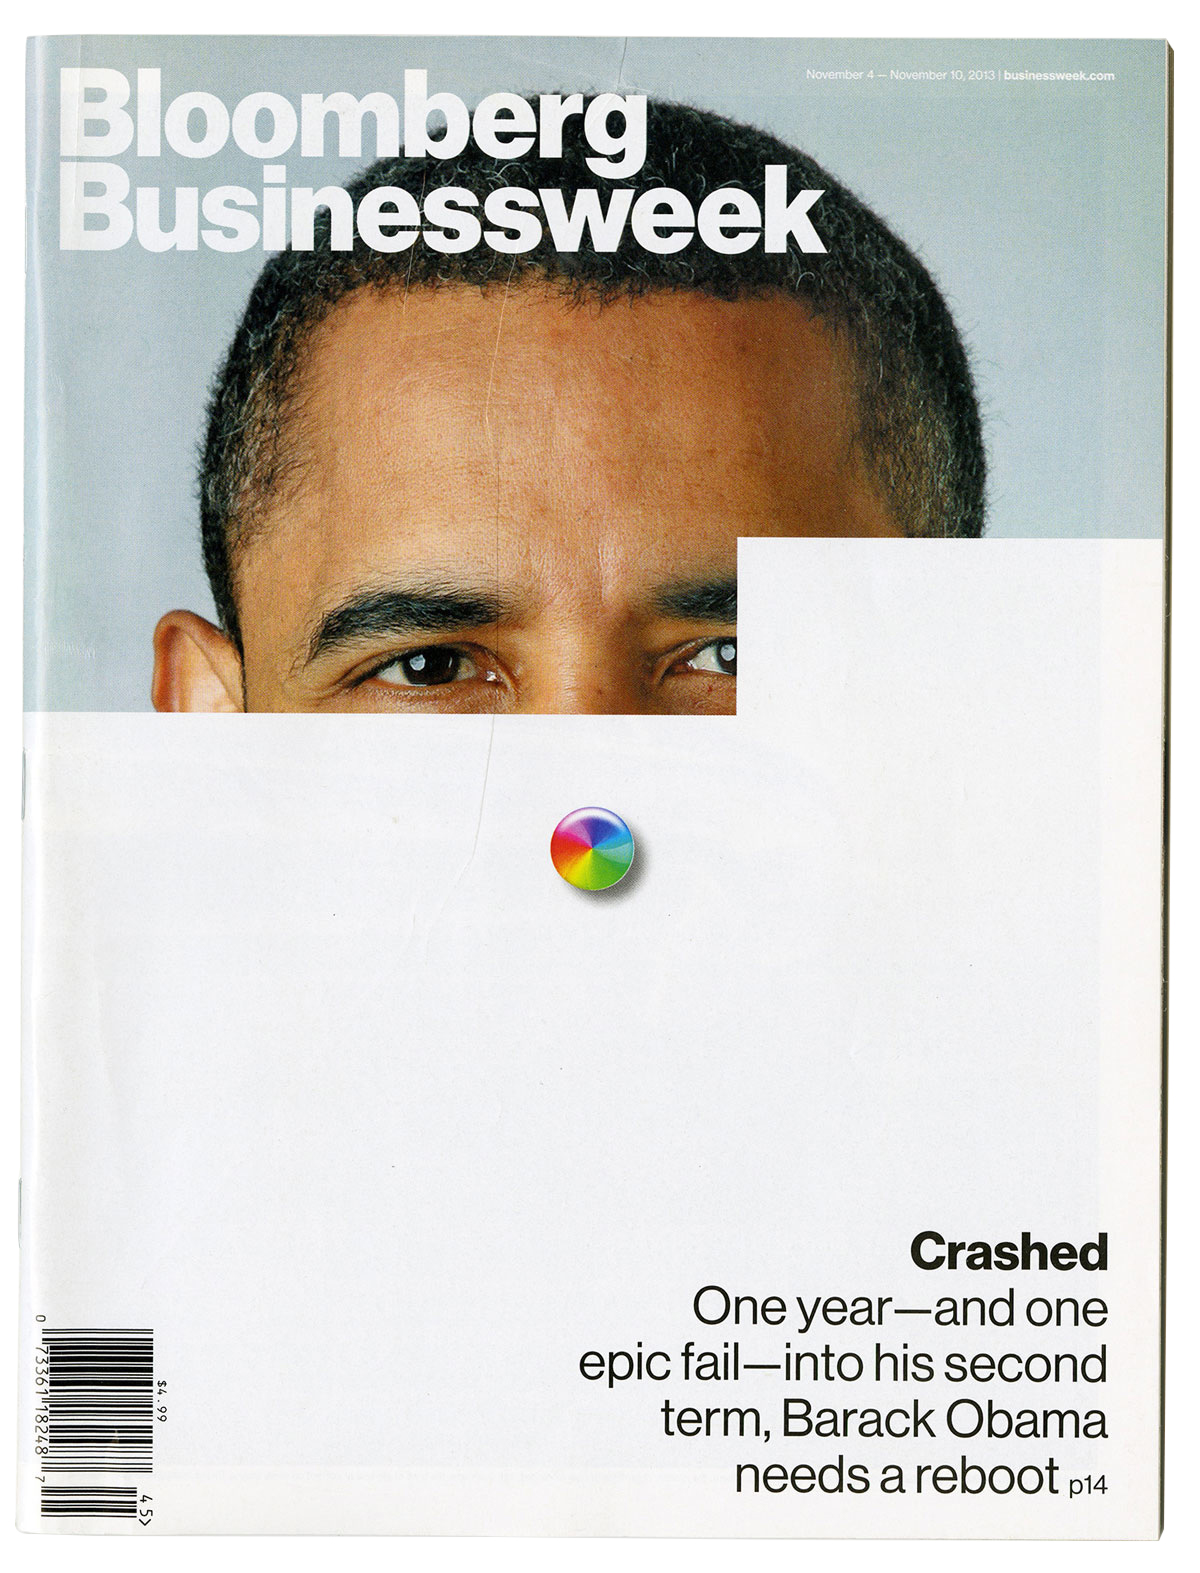 November 4 — November 10, 2013 | businessweek.com
Bloomberg
Businessweek
Crashed
One year—and one
epic fail—into his second
term, Barack Obama
needs a reboot p14
$4.99
0 73361 18248 7
45>